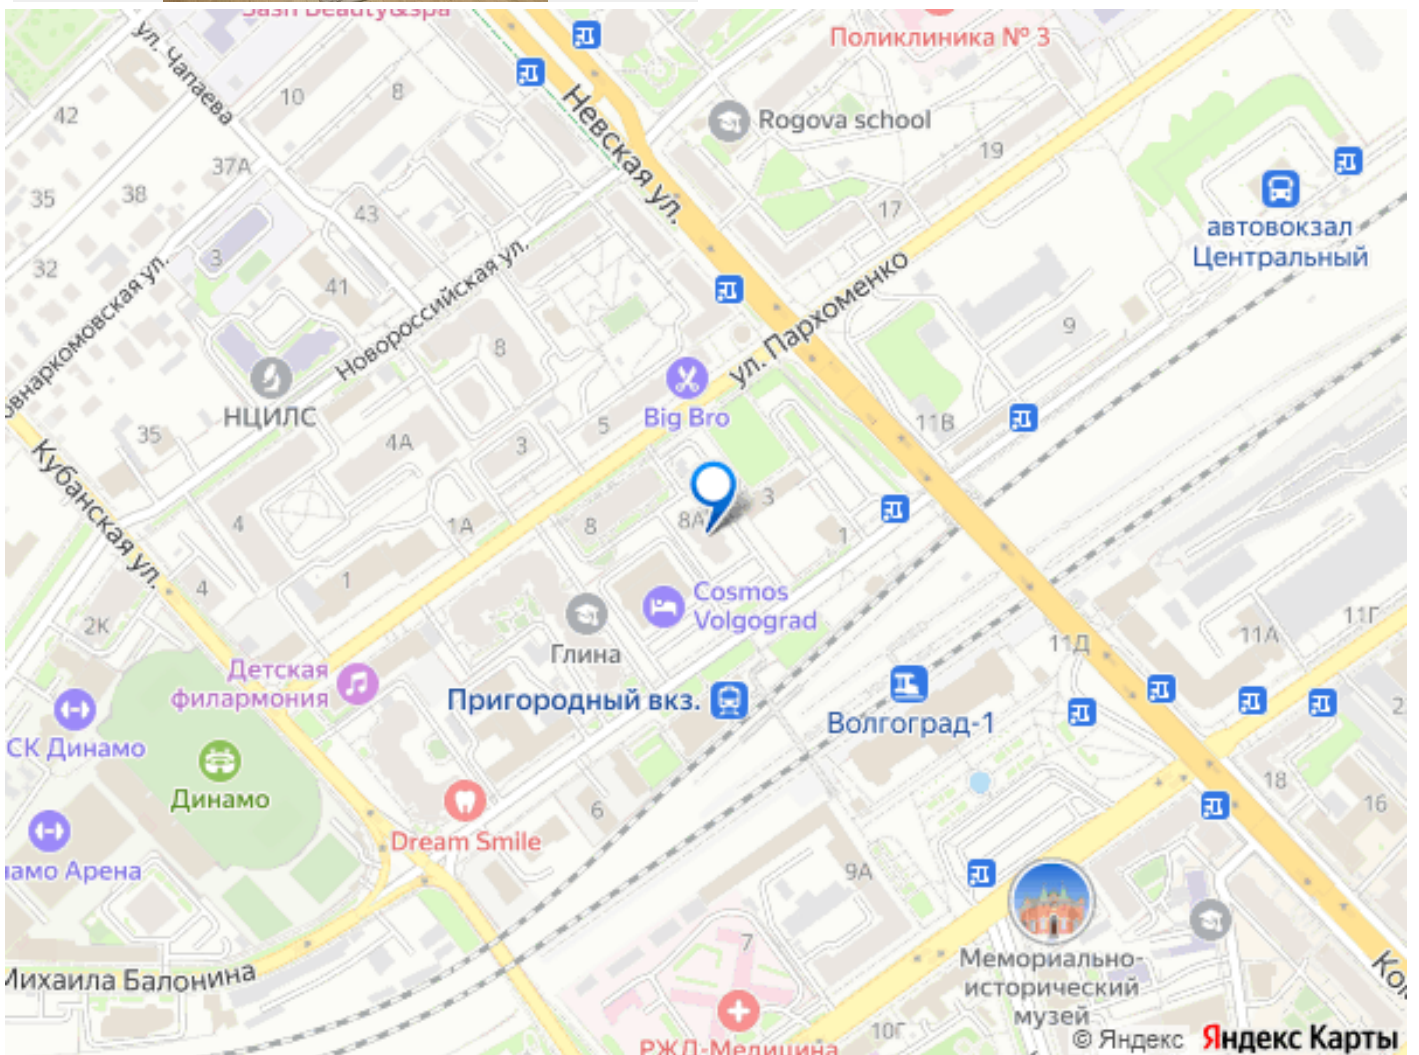 Поликлиника № 3
ул. Чапаева
10
8
42
Невская ул.
Rogova school
19
37А
35
38
43
17
автовокзал
Центральный
32
3
41
Новороссийская ул.
ул. Пархоменко
9
8
НЦИЛС
Big Bro
5
11В
35
4А
3
Кубанская ул.
4
1А
8
8А
3
1
1
4
2К
Cosmos
Volgograd
Глина
11Д
11А
11Г
Детская
филармония
Пригородный вкз.
Волгоград-1
СК Динамо
Динамо
6
18
16
Dream Smile
9А
7
Михаила Балонина
Мемориально-
исторический
музей
10Г
РЖД-Медицина
© Яндекс Яндекс Карты